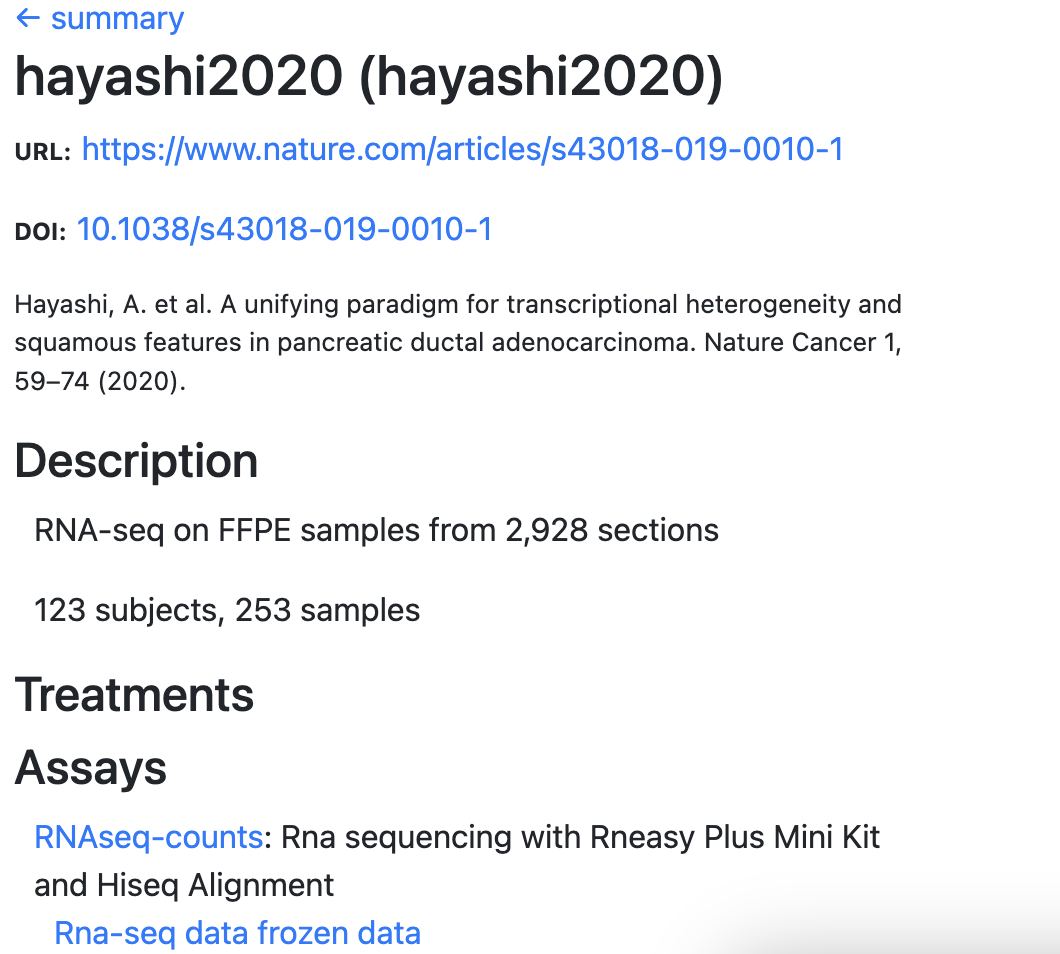 ← summary
hayashi2020 (hayashi2020)
URL: https://www.nature.com/articles/s43018-019-0010-1
DOI: 10.1038/s43018-019-0010-1
Hayashi, A. et al. A unifying paradigm for transcriptional heterogeneity and
squamous features in pancreatic ductal adenocarcinoma. Nature Cancer 1,
59–74 (2020).
Description
RNA-seq on FFPE samples from 2,928 sections
123 subjects, 253 samples
Treatments
Assays
RNAseq-counts: Rna sequencing with Rneasy Plus Mini Kit
and Hiseq Alignment
Rna-seq data frozen data